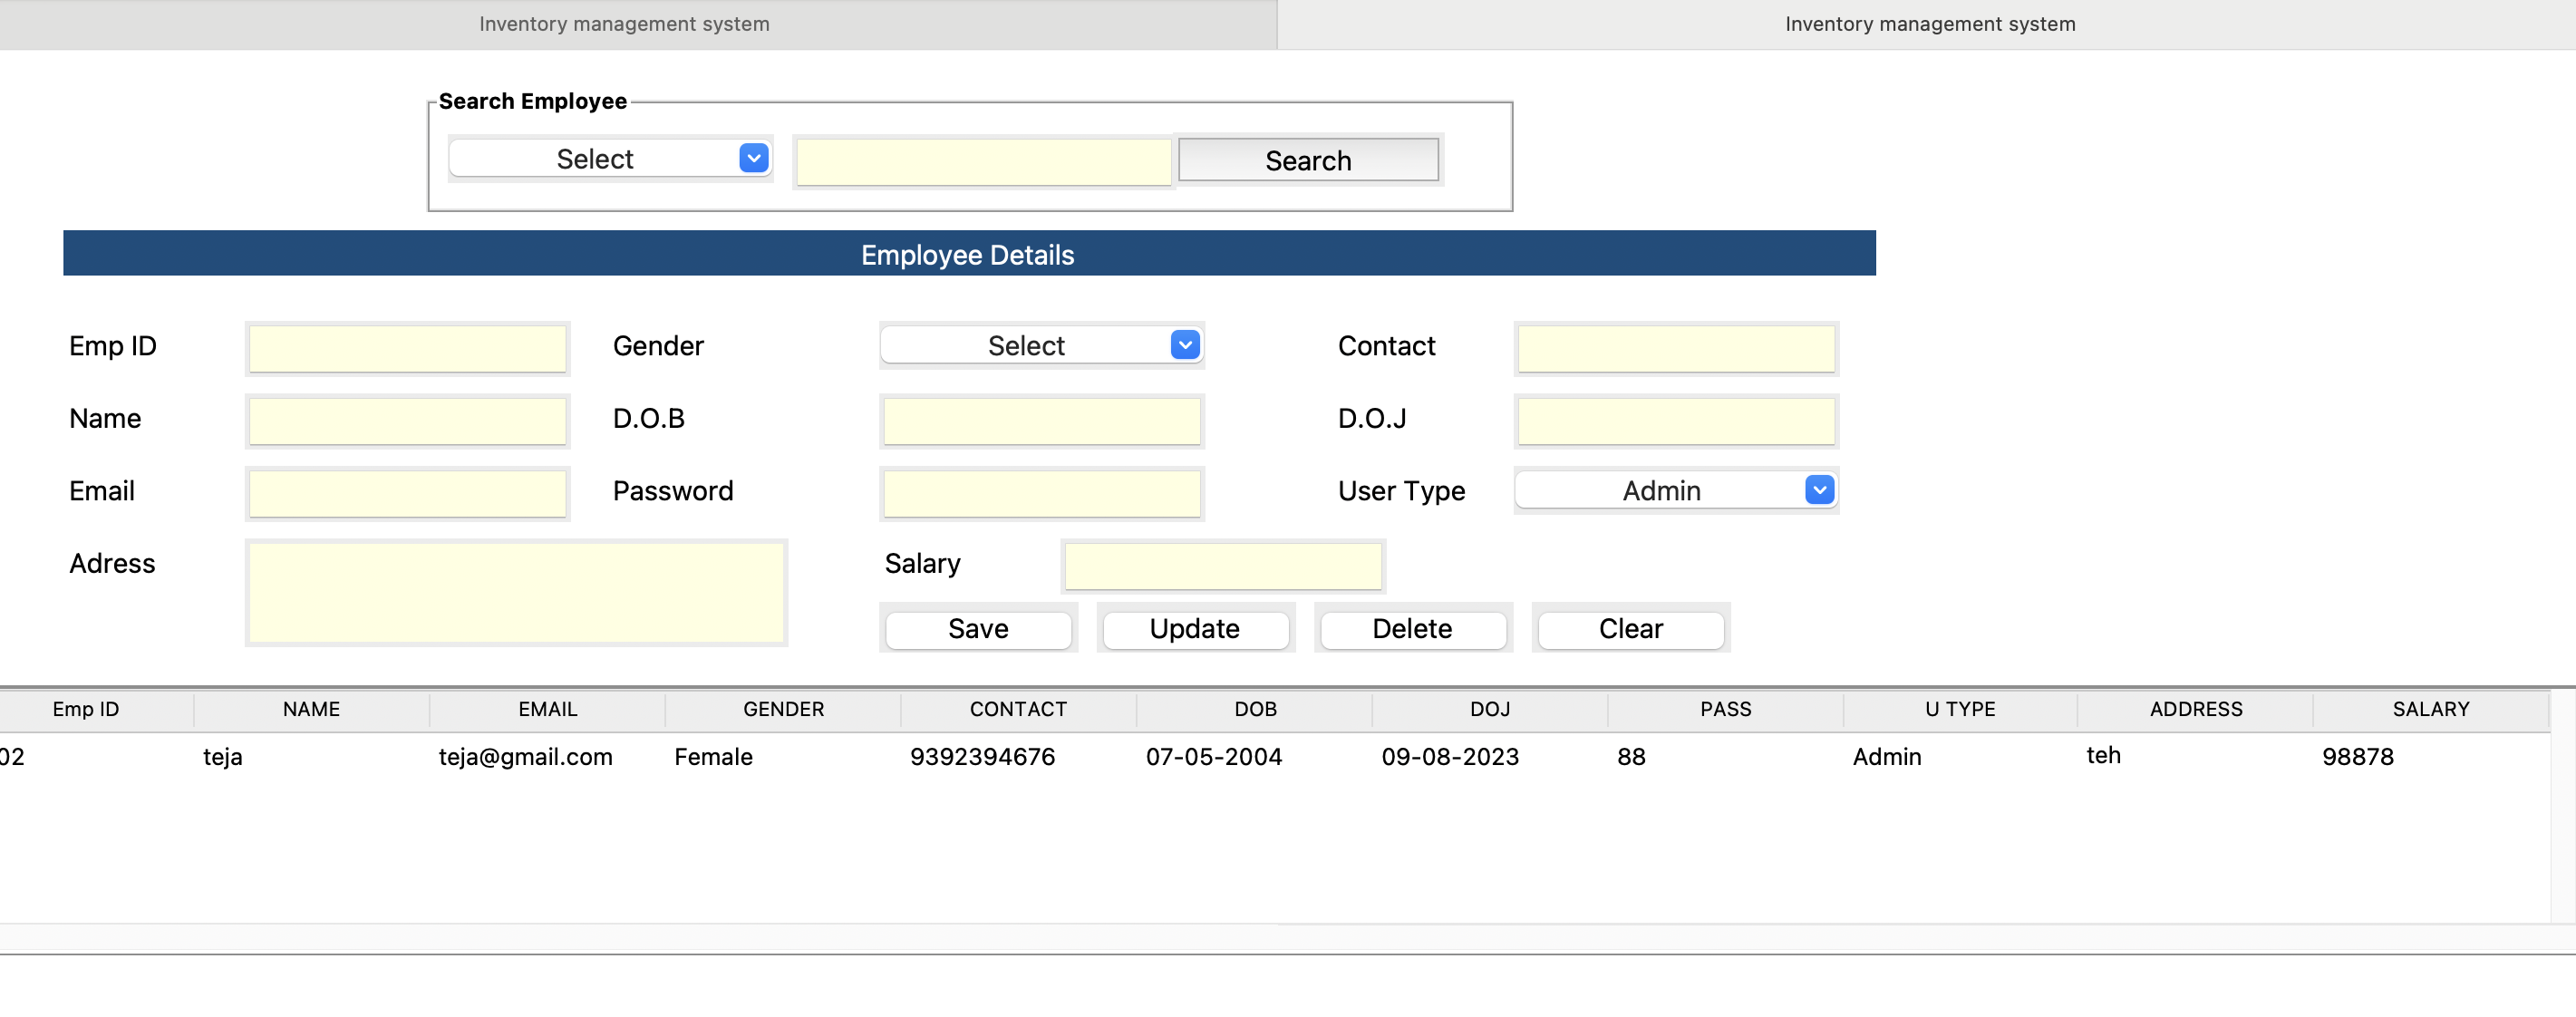 Inventory management system Inventory management system
Search Employee
Select Search
Employee Details
Emp ID Gender Select Contact
Name D.O.B D.O.J
Email Password User Type Admin
Adress Salary
Save Update Delete Clear
Emp ID NAME EMAIL GENDER CONTACT DOB DOJ PASS U TYPE ADDRESS SALARY
02 teja teja@gmail.com Female 9392394676 07-05-2004 09-08-2023 88 Admin teh 98878